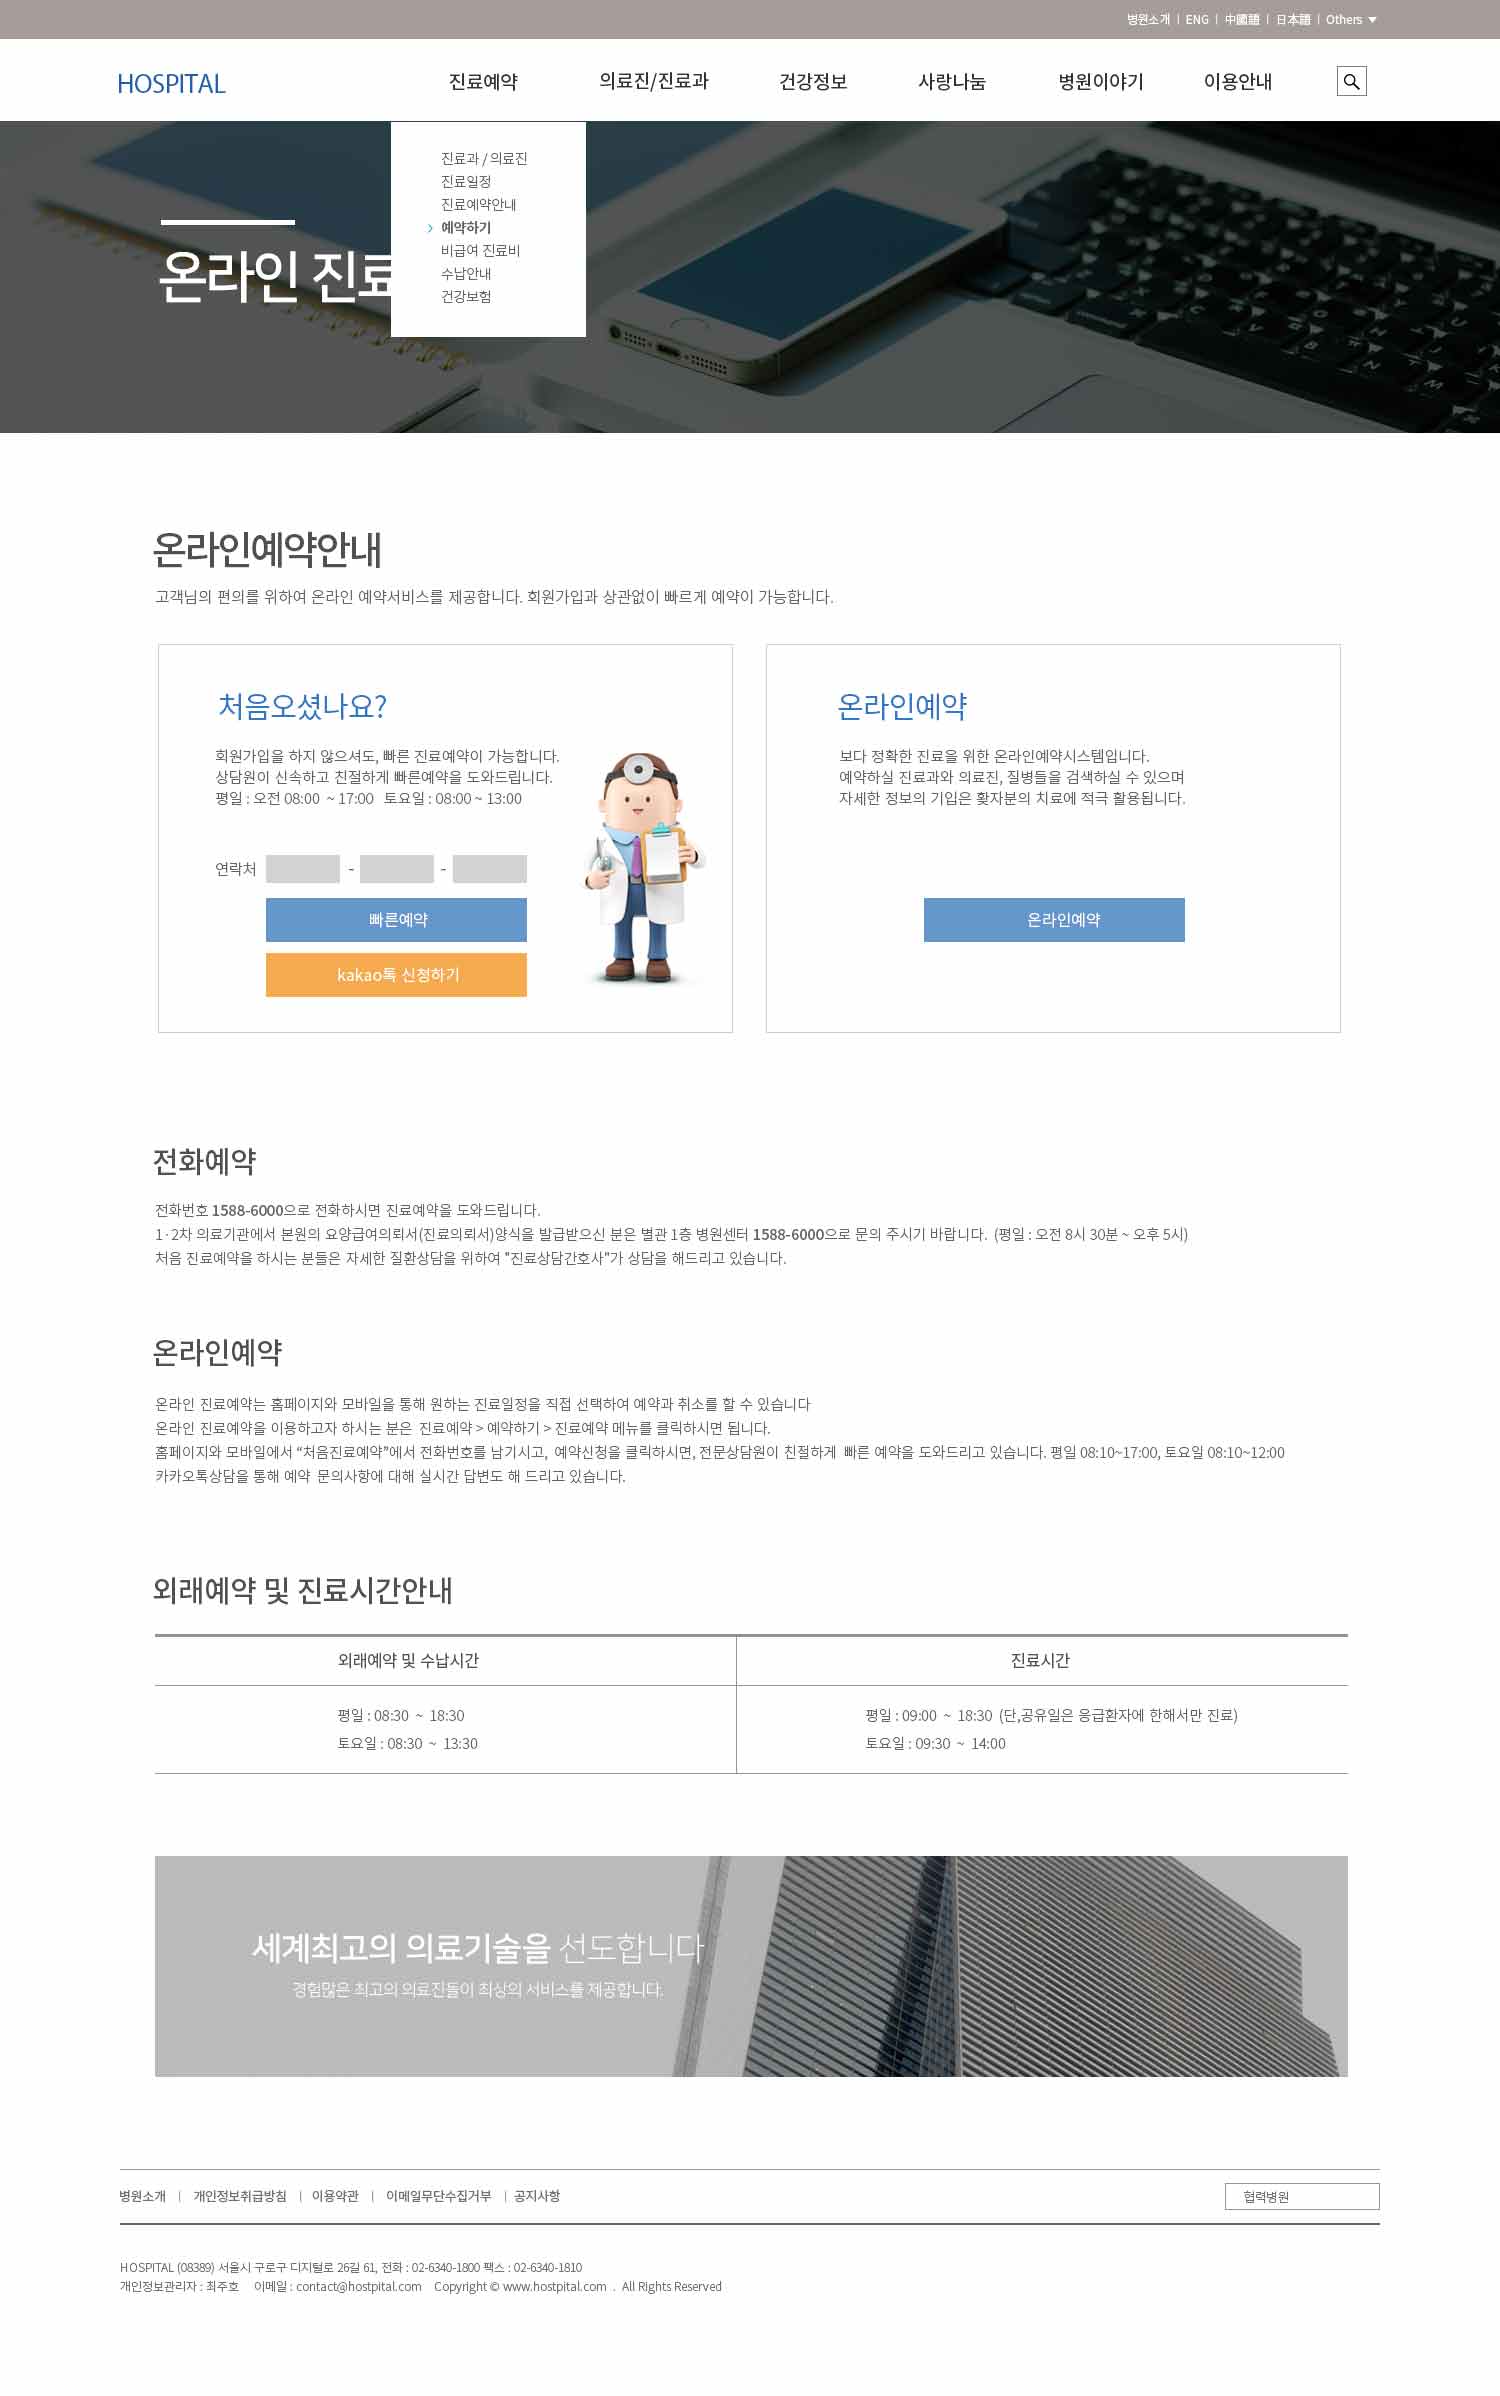 병원소개 | ENG | 中國語 | 日本語 | Others
HOSPITAL
진료예약 의료진/진료과 건강정보 사랑나눔 병원이야기 이용안내
진료과 / 의료진
진료일정
진료예약안내
예약하기
비급여 진료비
수납안내
건강보험
온라인 진료
온라인예약안내
고객님의 편의를 위하여 온라인 예약서비스를 제공합니다. 회원가입과 상관없이 빠르게 예약이 가능합니다.
처음오셨나요?
회원가입을 하지 않으셔도, 빠른 진료예약이 가능합니다.
상담원이 신속하고 친절하게 빠른예약을 도와드립니다.
평일 : 오전 08:00 ~ 17:00 토요일 : 08:00 ~ 13:00
연락처 - -
빠른예약
kakao톡 신청하기
온라인예약
보다 정확한 진료을 위한 온라인예약시스템입니다.
예약하실 진료과와 의료진, 질병들을 검색하실 수 있으며
자세한 정보의 기입은 홪자분의 치료에 적극 활용됩니다.
온라인예약
전화예약
전화번호 1588-6000으로 전화하시면 진료예약을 도와드립니다.
1·2차 의료기관에서 본원의 요양급여의뢰서(진료의뢰서)양식을 발급받으신 분은 별관 1층 병원센터 1588-6000으로 문의 주시기 바랍니다. (평일 : 오전 8시 30분 ~ 오후 5시)
처음 진료예약을 하시는 분들은 자세한 질환상담을 위하여 "진료상담간호사"가 상담을 해드리고 있습니다.
온라인예약
온라인 진료예약는 홈페이지와 모바일을 통해 원하는 진료일정을 직접 선택하여 예약과 취소를 할 수 있습니다
온라인 진료예약을 이용하고자 하시는 분은 진료예약 > 예약하기 > 진료예약 메뉴를 클릭하시면 됩니다.
홈페이지와 모바일에서 “처음진료예약”에서 전화번호를 남기시고, 예약신청을 클릭하시면, 전문상담원이 친절하게 빠른 예약을 도와드리고 있습니다. 평일 08:10~17:00, 토요일 08:10~12:00
카카오톡상담을 통해 예약 문의사항에 대해 실시간 답변도 해 드리고 있습니다.
외래예약 및 진료시간안내
외래예약 및 수납시간 진료시간
평일 : 08:30 ~ 18:30 평일 : 09:00 ~ 18:30 (단,공유일은 응급환자에 한해서만 진료)
토요일 : 08:30 ~ 13:30 토요일 : 09:30 ~ 14:00
세계최고의 의료기술을 선도합니다
경험많은 최고의 의료진들이 최상의 서비스를 제공합니다.
병원소개 | 개인정보취급방침 | 이용약관 | 이메일무단수집거부 | 공지사항
협력병원
HOSPITAL (08389) 서울시 구로구 디지털로 26길 61, 전화 : 02-6340-1800 팩스 : 02-6340-1810
개인정보관리자 : 최주호 이메일 : contact@hostpital.com Copyright © www.hostpital.com . All Rights Reserved